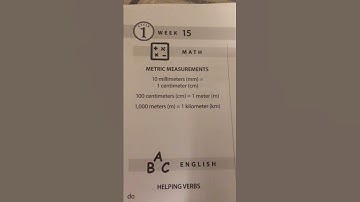 CYCLE
1 WEEK 15
MATH
METRIC MEASUREMENTS
10 millimeters (mm) =
1 centimeter (cm)
100 centimeters (cm) = 1 meter (m)
1,000 meters (m) = 1 kilometer (km)
A
B C ENGLISH
HELPING VERBS
do